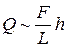 Q ~ F/L h